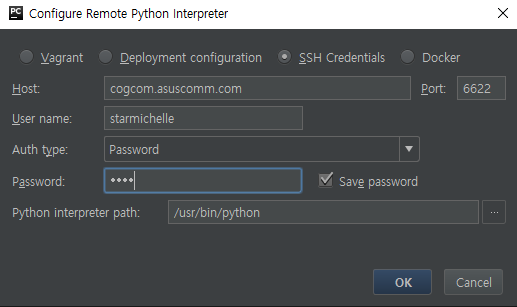 PC Configure Remote Python Interpreter
Vagrant Deployment configuration SSH Credentials Docker
Host: cogcom.asuscomm.com Port: 6622
User name: starmichelle
Auth type: Password
Password: •••• Save password
Python interpreter path: /usr/bin/python ...
OK Cancel